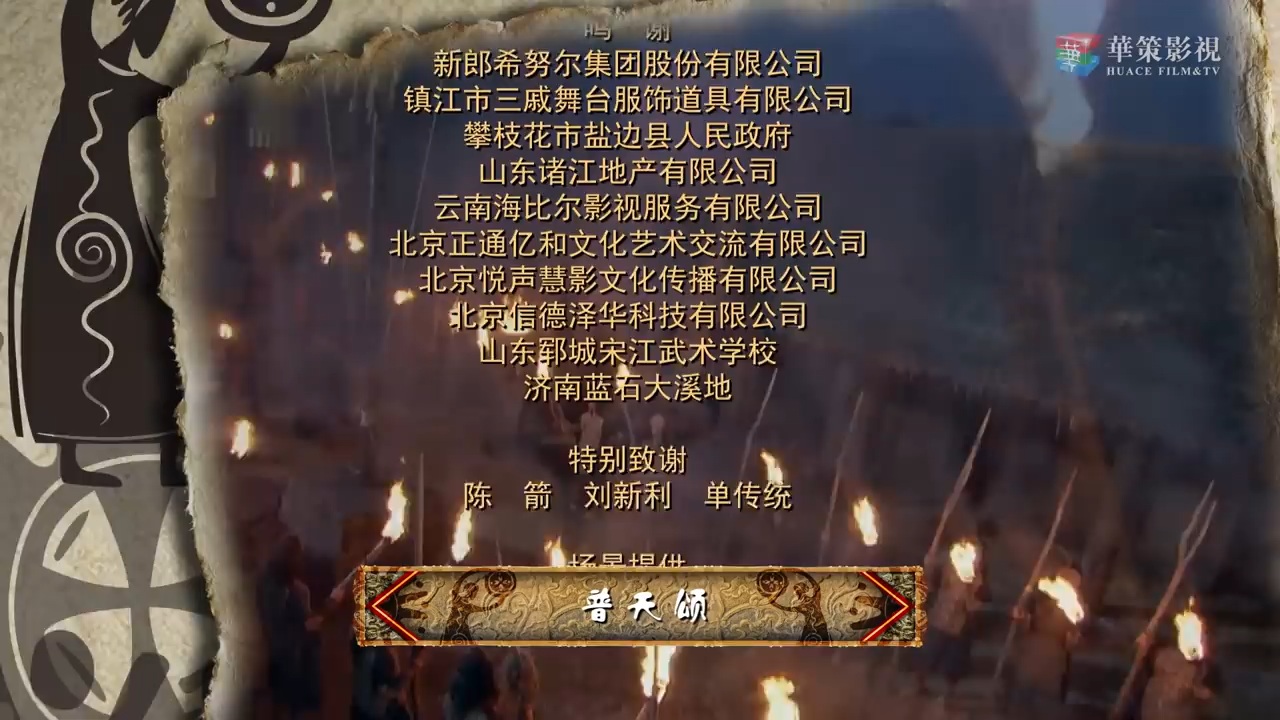 鸣 谢
新郎希努尔集团股份有限公司
镇江市三戚舞台服饰道具有限公司
攀枝花市盐边县人民政府
山东诸江地产有限公司
云南海比尔影视服务有限公司
北京正通亿和文化艺术交流有限公司
北京悦声慧影文化传播有限公司
北京信德泽华科技有限公司
山东郓城宋江武术学校
济南蓝石大溪地
特别致谢
陈 箭 刘新利 单传统
场景提供
普天颂
華策影視
HUACE FILM&TV